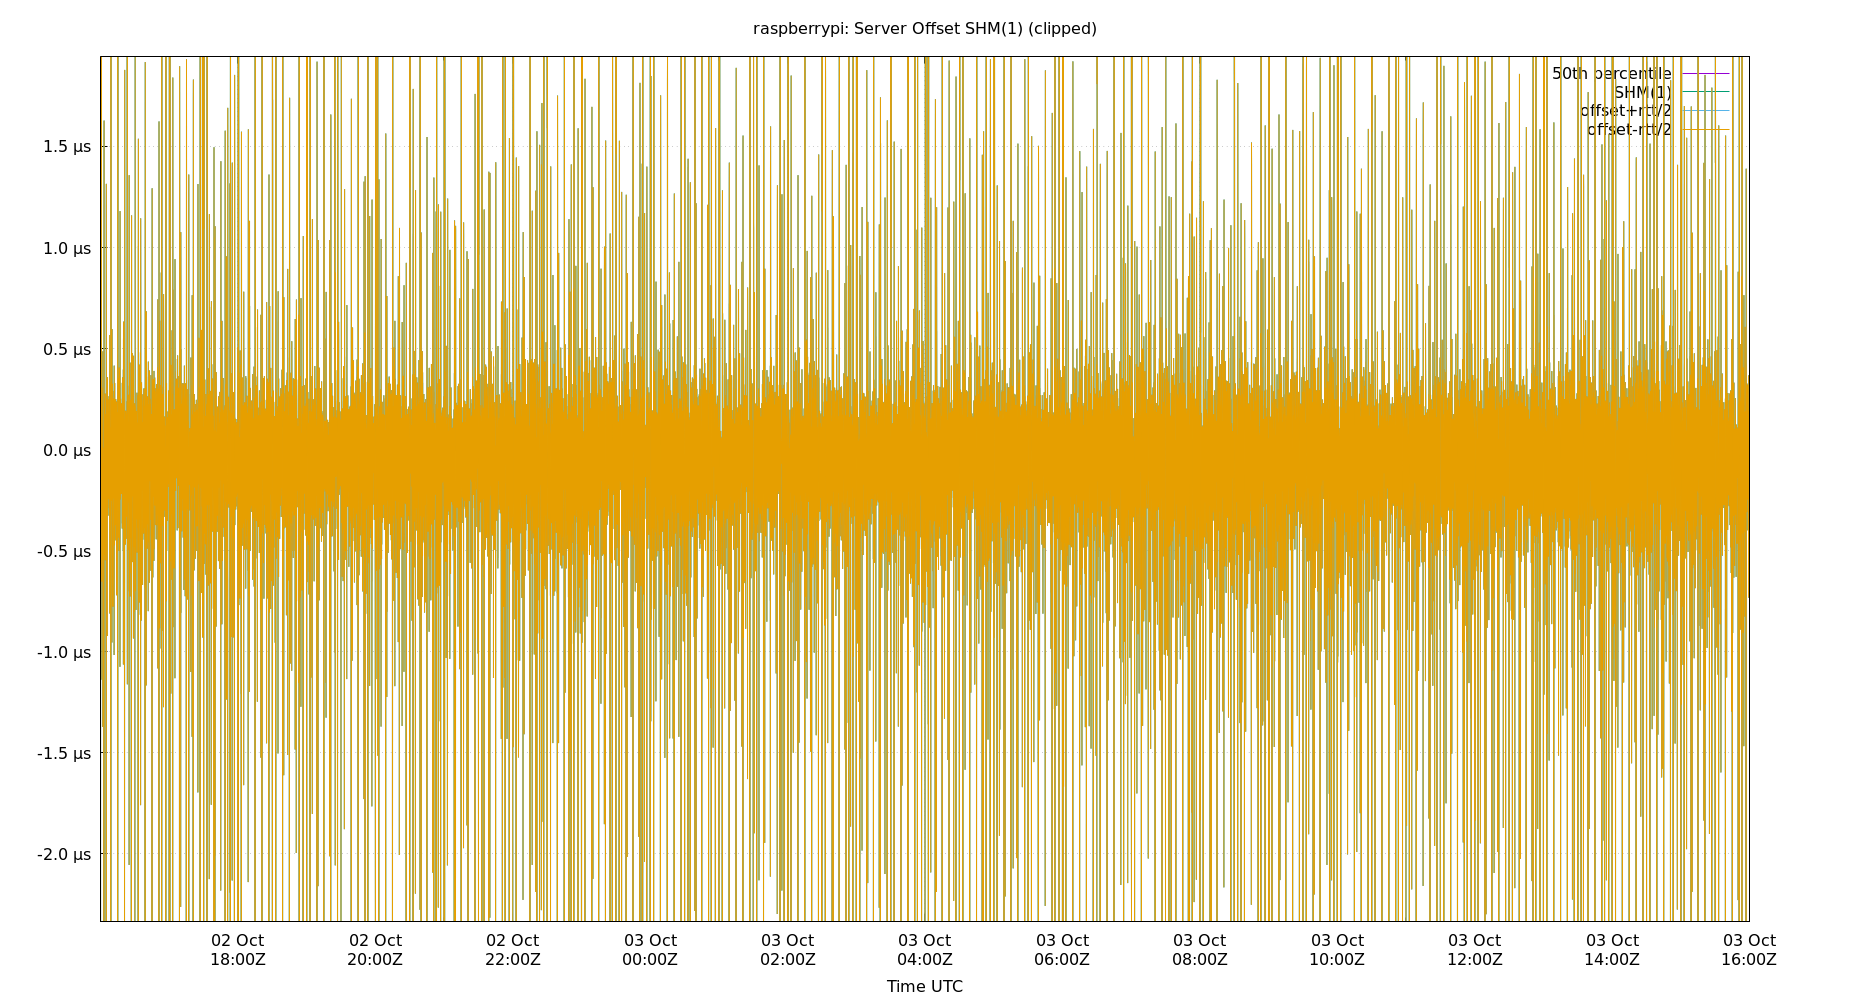 raspberrypi: Server Offset SHM(1) (clipped)
50th percentile
SHM(1)
offset+rtt/2
offset-rtt/2
1.5 µs
1.0 µs
0.5 µs
0.0 µs
-0.5 µs
-1.0 µs
-1.5 µs
-2.0 µs
02 Oct 02 Oct 02 Oct 03 Oct 03 Oct 03 Oct 03 Oct 03 Oct 03 Oct 03 Oct 03 Oct 03 Oct
18:00Z 20:00Z 22:00Z 00:00Z 02:00Z 04:00Z 06:00Z 08:00Z 10:00Z 12:00Z 14:00Z 16:00Z
Time UTC